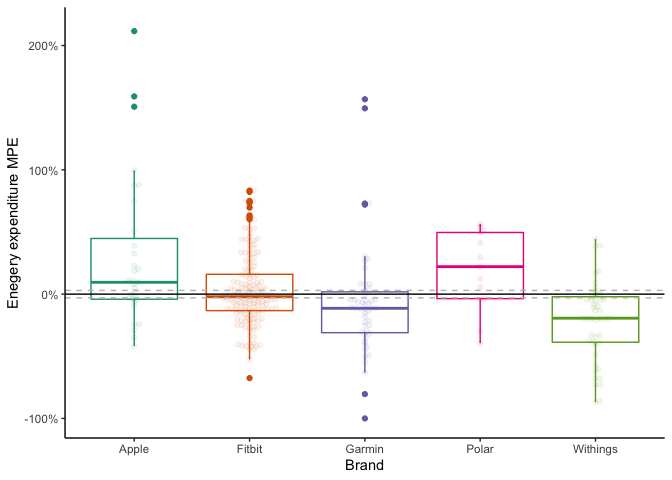 Enegery expenditure MPE
200%
100%
0%
-100%
Apple Fitbit Garmin Polar Withings
Brand